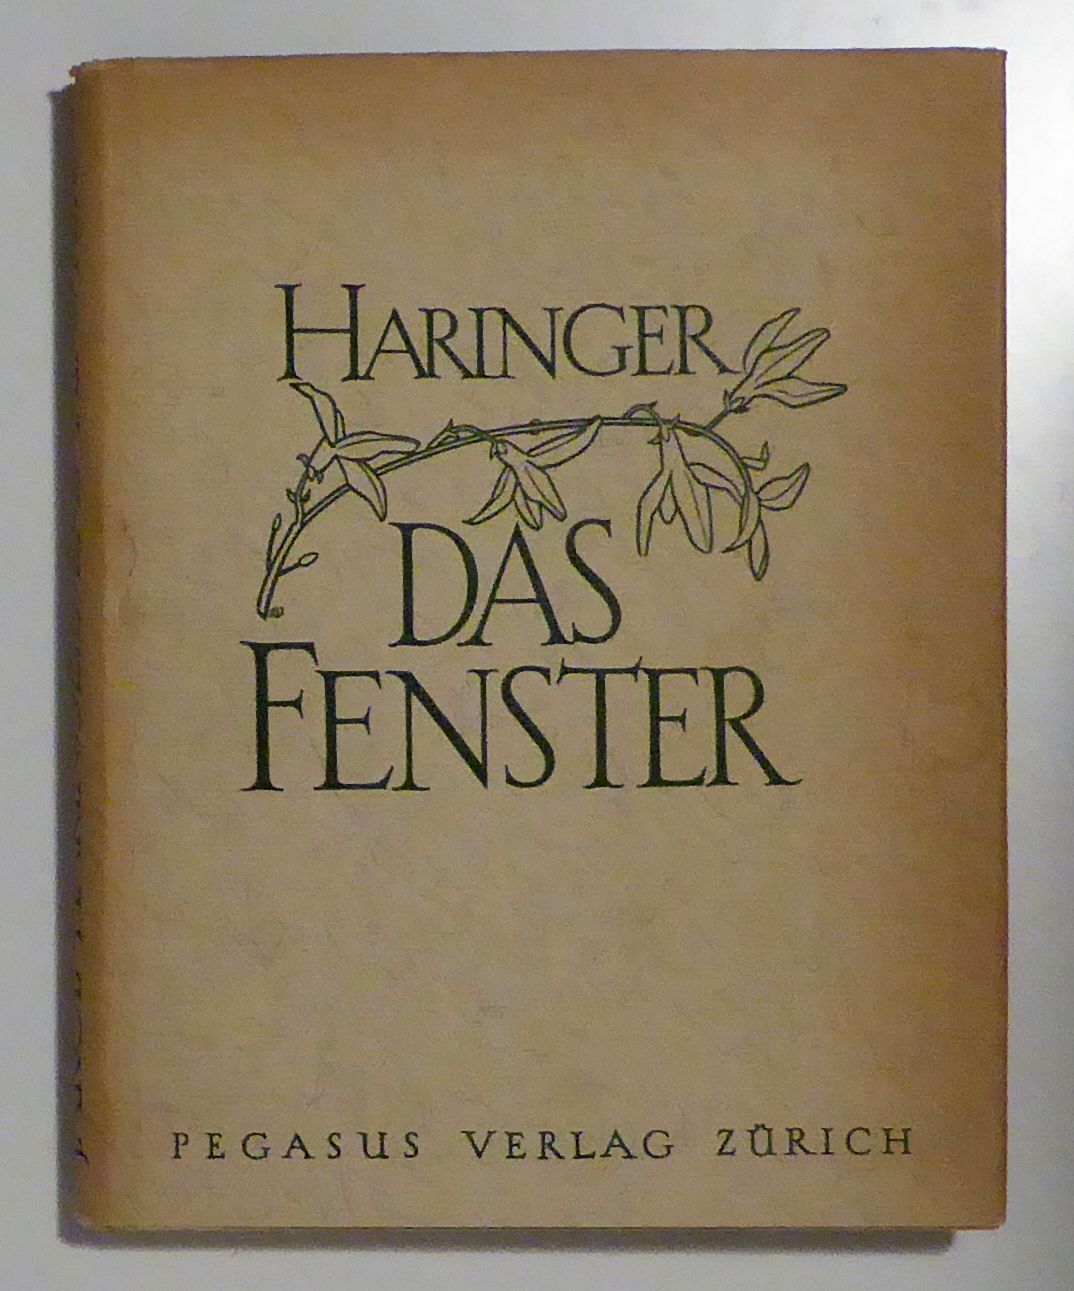 HARINGER
DAS
FENSTER
PEGASUS VERLAG ZÜRICH